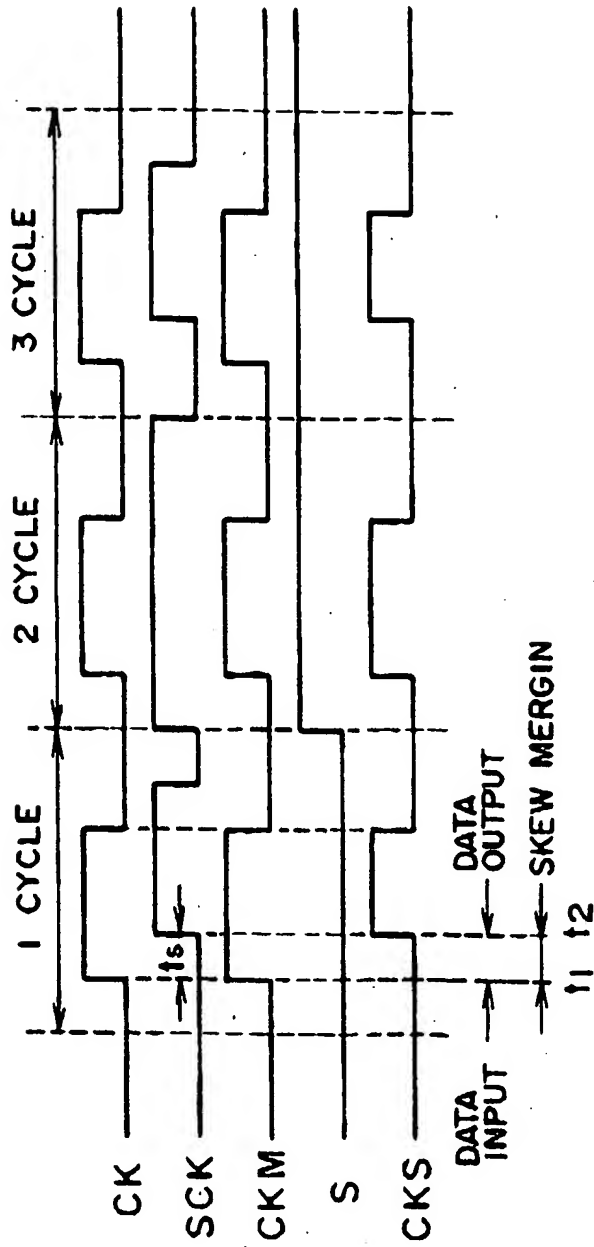 1 CYCLE
2 CYCLE
3 CYCLE
CK
ts
SCK
CKM
S
CKS
DATA
INPUT
DATA
OUTPUT
SKEW MERGIN
t1
t2